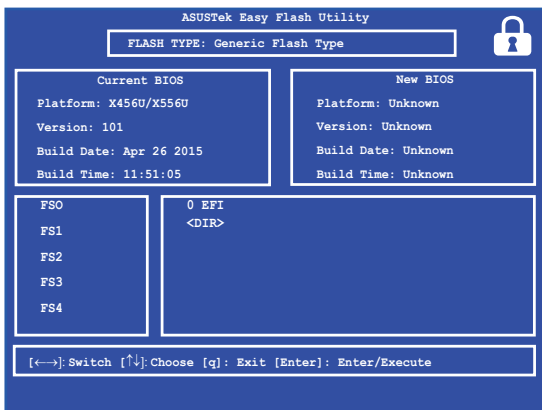 ASUSTek Easy Flash Utility
FLASH TYPE: Generic Flash Type
Current BIOS
Platform: X456U/X556U
Version: 101
Build Date: Apr 26 2015
Build Time: 11:51:05
New BIOS
Platform: Unknown
Version: Unknown
Build Date: Unknown
Build Time: Unknown
FSO
FS1
FS2
FS3
FS4
0 EFI
<DIR>
[←→]: Switch [↑↓]: Choose [q]: Exit [Enter]: Enter/Execute